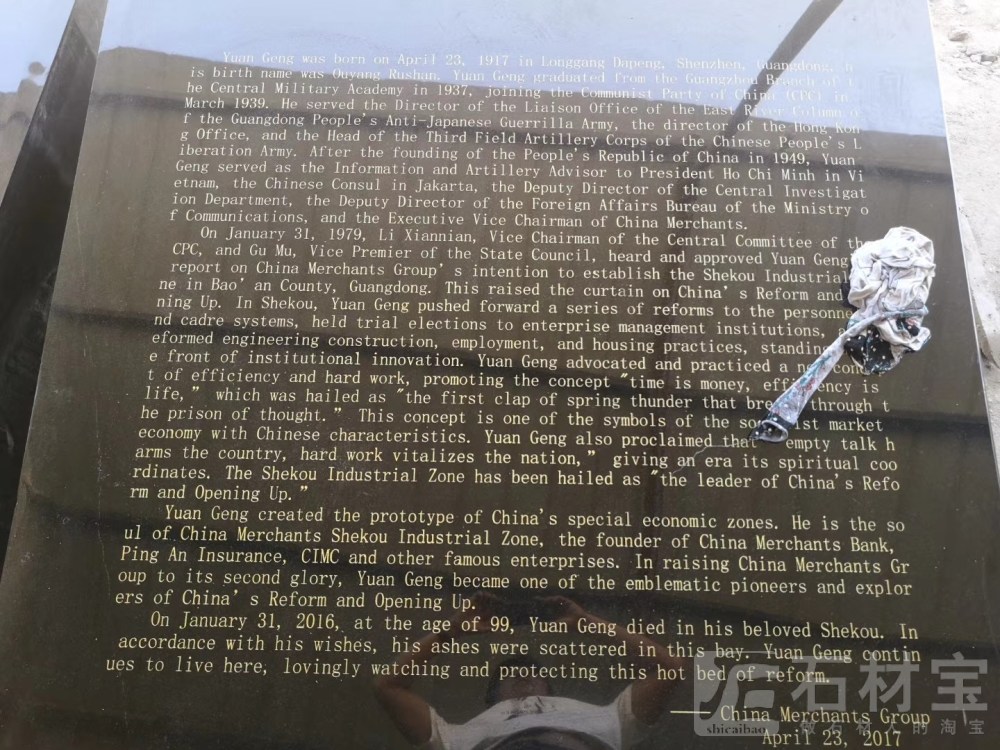 Yuan Geng was born on April 23, 1917 in Longgang Dapeng, Shenzhen, Guangdong. h
is birth name was Ouyang Rushan. Yuan Geng graduated from the Guangzhou Branch of t
he Central Military Academy in 1937, joining the Communist Party of China (CPC) in
March 1939. He served the Director of the Liaison Office of the East River Column o
f the Guangdong People's Anti-Japanese Guerrilla Army, the director of the Hong Kon
g Office, and the Head of the Third Field Artillery Corps of the Chinese People's L
iberation Army. After the founding of the People's Republic of China in 1949, Yuan
Geng served as the Information and Artillery Advisor to President Ho Chi Minh in Vi
etnam, the Chinese Consul in Jakarta, the Deputy Director of the Central Investigat
ion Department, the Deputy Director of the Foreign Affairs Bureau of the Ministry o
f Communications, and the Executive Vice Chairman of China Merchants.
On January 31, 1979, Li Xiannian, Vice Chairman of the Central Committee of th
CPC, and Gu Mu, Vice Premier of the State Council, heard and approved Yuan Geng
report on China Merchants Group's intention to establish the Shekou Industrial
ne in Bao'an County, Guangdong. This raised the curtain on China's Reform and
ning Up. In Shekou, Yuan Geng pushed forward a series of reforms to the personne
nd cadre systems, held trial elections to enterprise management institutions,
eformed engineering construction, employment, and housing practices, standing
e front of institutional innovation. Yuan Geng advocated and practiced a
t of efficiency and hard work, promoting the concept "time is money, efficiency is
life," which was hailed as "the first clap of spring thunder that bre through t
he prison of thought." This concept is one of the symbols of the so ist market
economy with Chinese characteristics. Yuan Geng also proclaimed that empty talk h
arms the country, hard work vitalizes the nation," giving an era its spiritual coo
rdinates. The Shekou Industrial Zone has been hailed as "the leader of China's Refo
rm and Opening Up."
Yuan Geng created the prototype of China's special economic zones. He is the so
ul of China Merchants Shekou Industrial Zone, the founder of China Merchants Bank,
Ping An Insurance, CIMC and other famous enterprises. In raising China Merchants Gr
oup to its second glory, Yuan Geng became one of the emblematic pioneers and explor
ers of China's Reform and Opening Up.
On January 31, 2016, at the age of 99, Yuan Geng died in his beloved Shekou. In
accordance with his wishes, his ashes were scattered in this bay. Yuan Geng contin
ues to live here, lovingly watching and protecting this hot bed of reform.
—— China Merchants Group
April 23, 2017
石材宝
shicaibao
做石材的淘宝